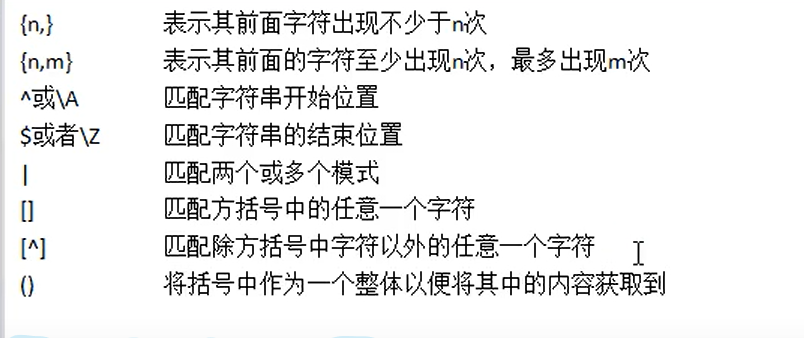 {n,} 表示其前面字符出现不少于n次
{n,m} 表示其前面的字符至少出现n次，最多出现m次
^或\A 匹配字符串开始位置
$或者\Z 匹配字符串的结束位置
| 匹配两个或多个模式
[] 匹配方括号中的任意一个字符
[^] 匹配除方括号中字符以外的任意一个字符
() 将括号中作为一个整体以便将其中的内容获取到